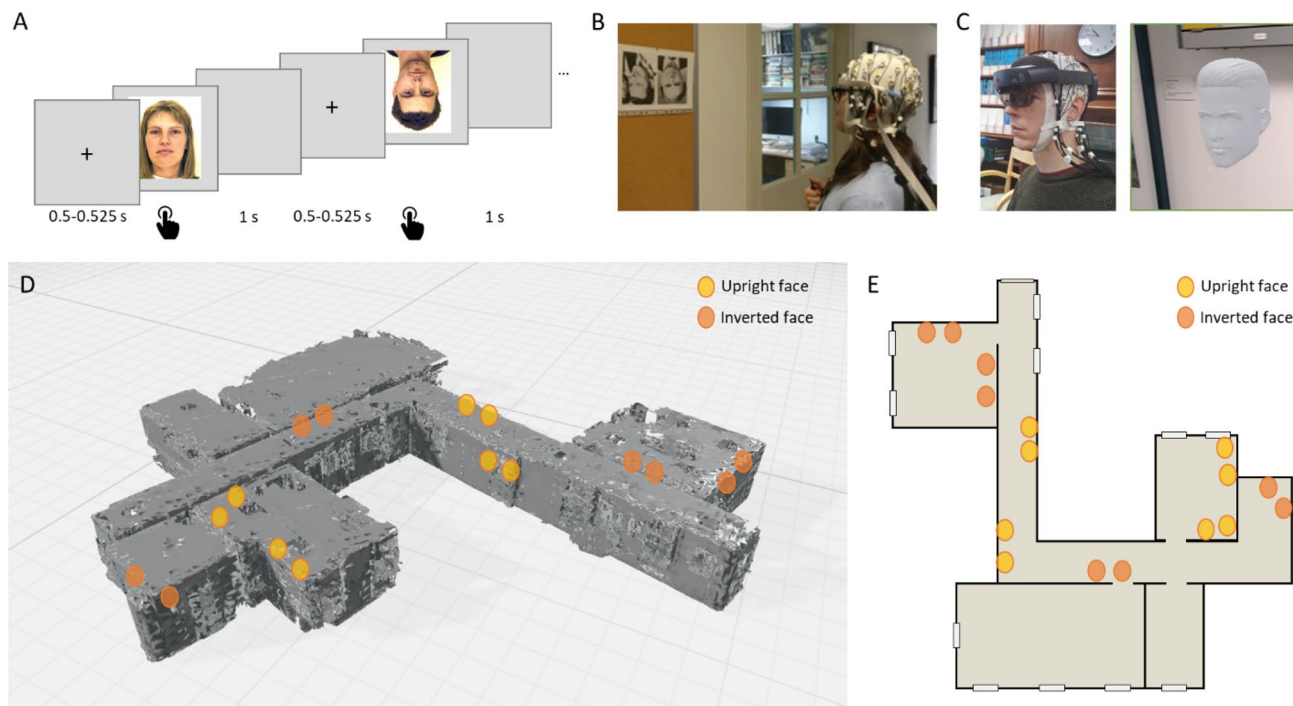 A
+
+
...
0.5-0.525 s
1 s
0.5-0.525 s
1 s
B
C
D
Upright face
Inverted face
E
Upright face
Inverted face